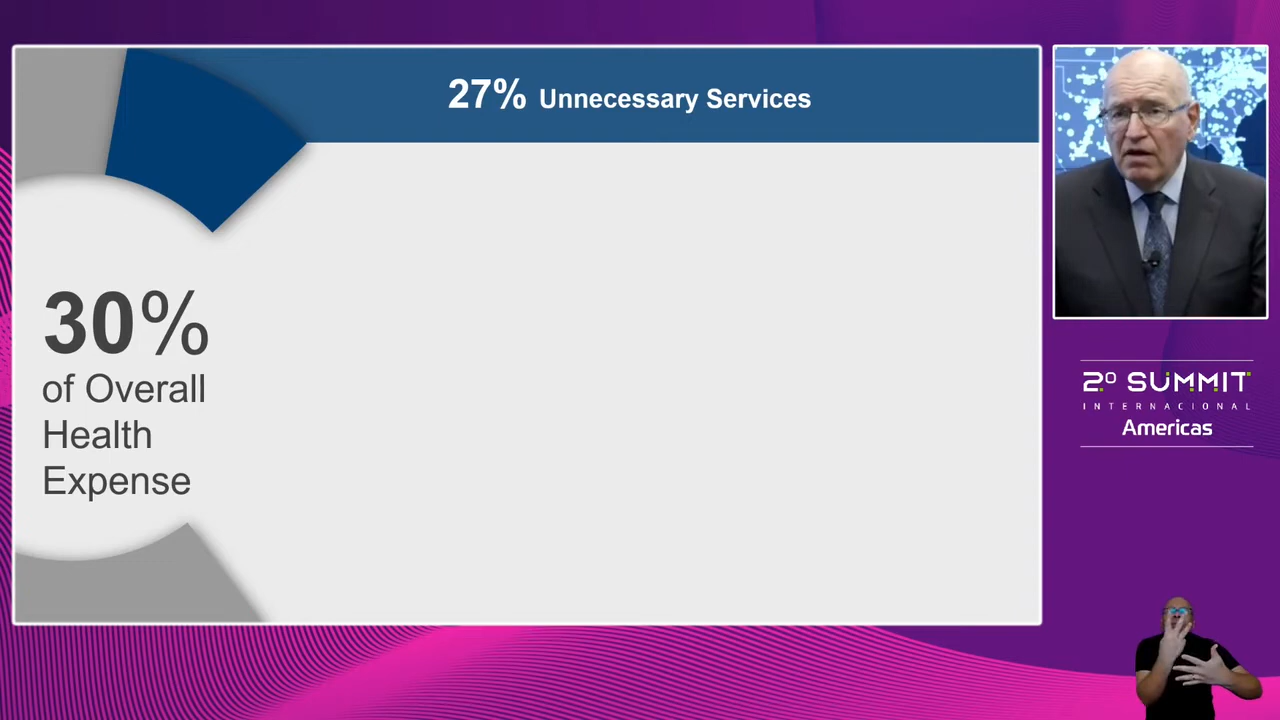 27% Unnecessary Services
30%
of Overall
Health
Expense
2º SUMMIT
INTERNACIONAL
Americas